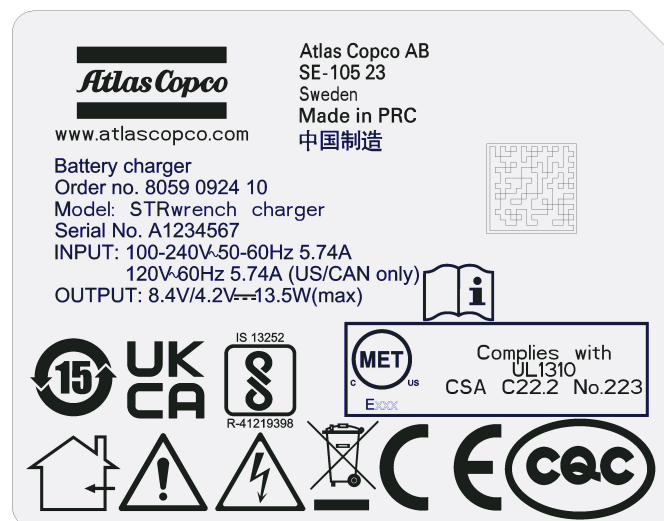 Atlas Copco
www.atlascopco.com
Atlas Copco AB
SE-105 23
Sweden
Made in PRC
中国制造
Battery charger
Order no. 8059 0924 10
Model: STRwrench charger
Serial No. A1234567
INPUT: 100-240V∿50-60Hz 5.74A
120V∿60Hz 5.74A (US/CAN only)
OUTPUT: 8.4V/4.2V⎓13.5W(max)
i
15
UK
CA
IS 13252
R-41219398
MET
C US
Exxx
Complies with
UL1310
CSA C22.2 No.223
CE
CQC